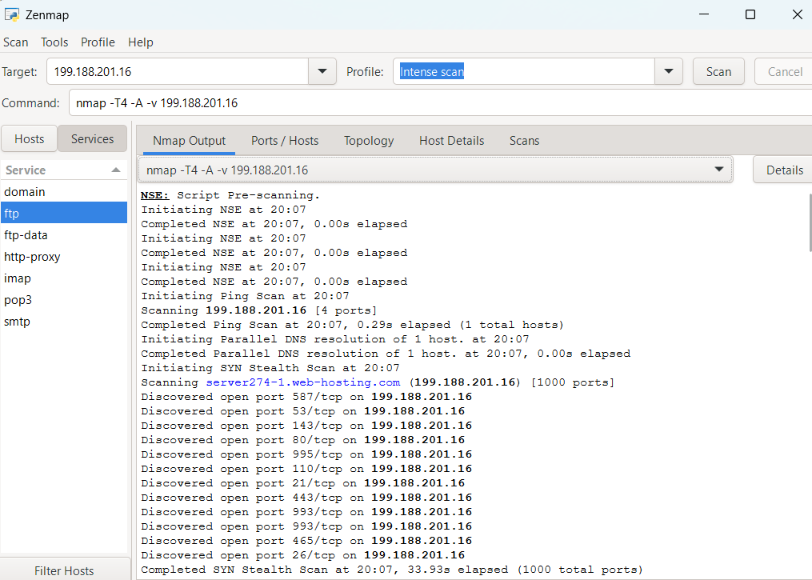 Zenmap
Scan Tools Profile Help
Target: 199.188.201.16 Profile: Intense scan Scan Cancel
Command: nmap -T4 -A -v 199.188.201.16
Hosts Services Nmap Output Ports / Hosts Topology Host Details Scans
Service nmap -T4 -A -v 199.188.201.16 Details
domain
ftp
ftp-data
http-proxy
imap
pop3
smtp
Filter Hosts
NSE: Script Pre-scanning.
Initiating NSE at 20:07
Completed NSE at 20:07, 0.00s elapsed
Initiating NSE at 20:07
Completed NSE at 20:07, 0.00s elapsed
Initiating NSE at 20:07
Completed NSE at 20:07, 0.00s elapsed
Initiating Ping Scan at 20:07
Scanning 199.188.201.16 [4 ports]
Completed Ping Scan at 20:07, 0.29s elapsed (1 total hosts)
Initiating Parallel DNS resolution of 1 host. at 20:07
Completed Parallel DNS resolution of 1 host. at 20:07, 0.00s elapsed
Initiating SYN Stealth Scan at 20:07
Scanning server274-1.web-hosting.com (199.188.201.16) [1000 ports]
Discovered open port 587/tcp on 199.188.201.16
Discovered open port 53/tcp on 199.188.201.16
Discovered open port 143/tcp on 199.188.201.16
Discovered open port 80/tcp on 199.188.201.16
Discovered open port 995/tcp on 199.188.201.16
Discovered open port 110/tcp on 199.188.201.16
Discovered open port 21/tcp on 199.188.201.16
Discovered open port 443/tcp on 199.188.201.16
Discovered open port 993/tcp on 199.188.201.16
Discovered open port 993/tcp on 199.188.201.16
Discovered open port 465/tcp on 199.188.201.16
Discovered open port 26/tcp on 199.188.201.16
Completed SYN Stealth Scan at 20:07, 33.93s elapsed (1000 total ports)